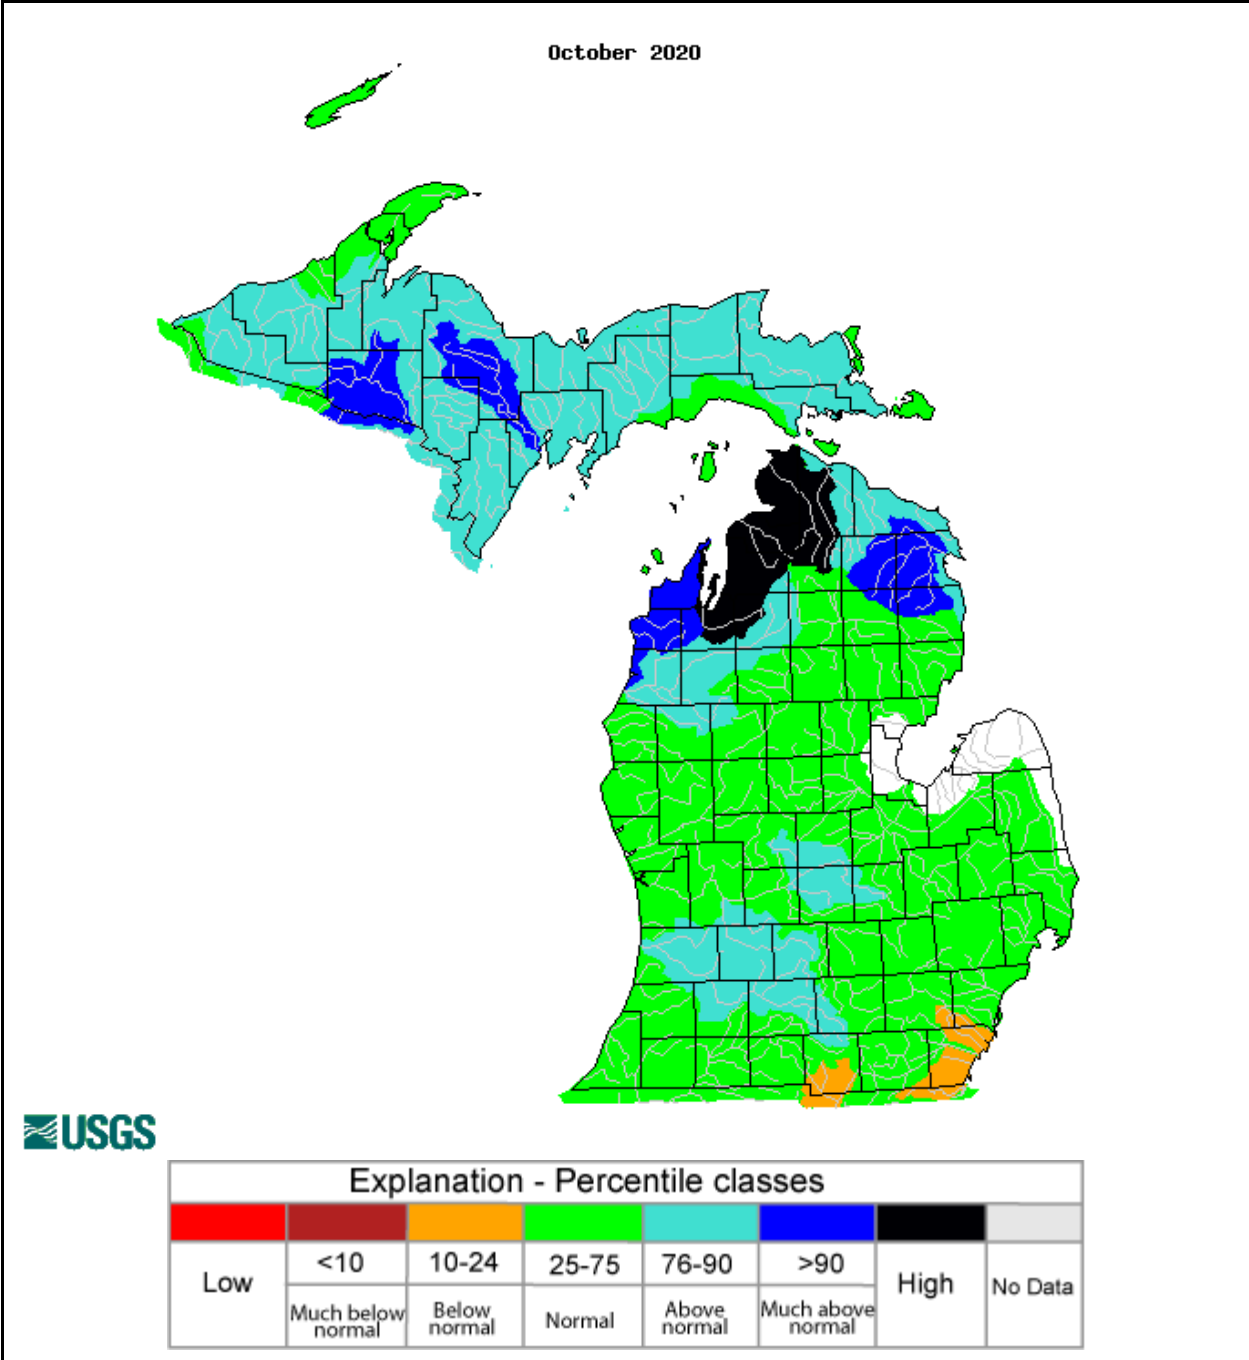 October 2020
USGS
Explanation - Percentile classes
<10 10-24 25-75 76-90 >90
Low High No Data
Much below normal Below normal Normal Above normal Much above normal